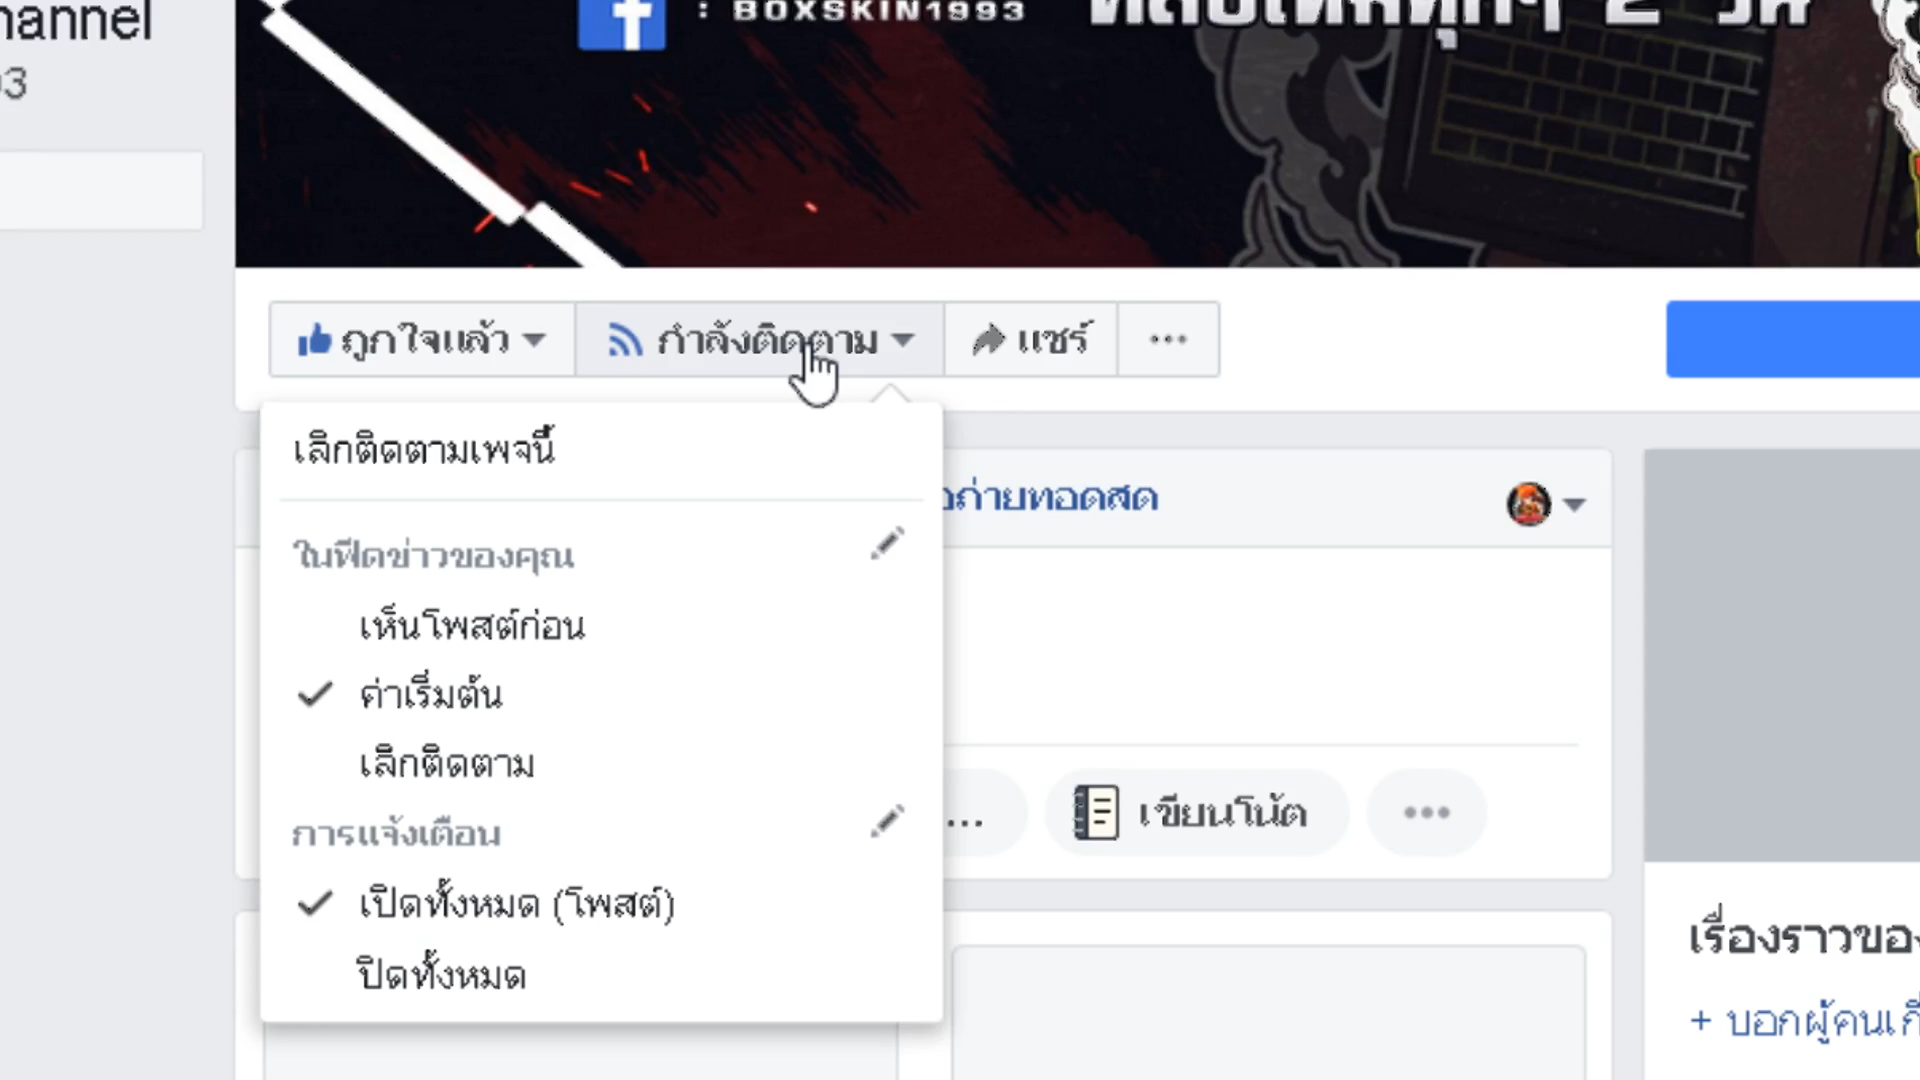 hannel
: BOXSKIN1993
93
ถูกใจแล้ว
กำลังติดตาม
แชร์
เลิกติดตามเพจนี้
ถ่ายทอดสด
ในฟีดข่าวของคุณ
เห็นโพสต์ก่อน
ค่าเริ่มต้น
เลิกติดตาม
... เขียนโน้ต
การแจ้งเตือน
เปิดทั้งหมด (โพสต์)
เรื่องราวของ
ปิดทั้งหมด
+ บอกผู้คนเกี่